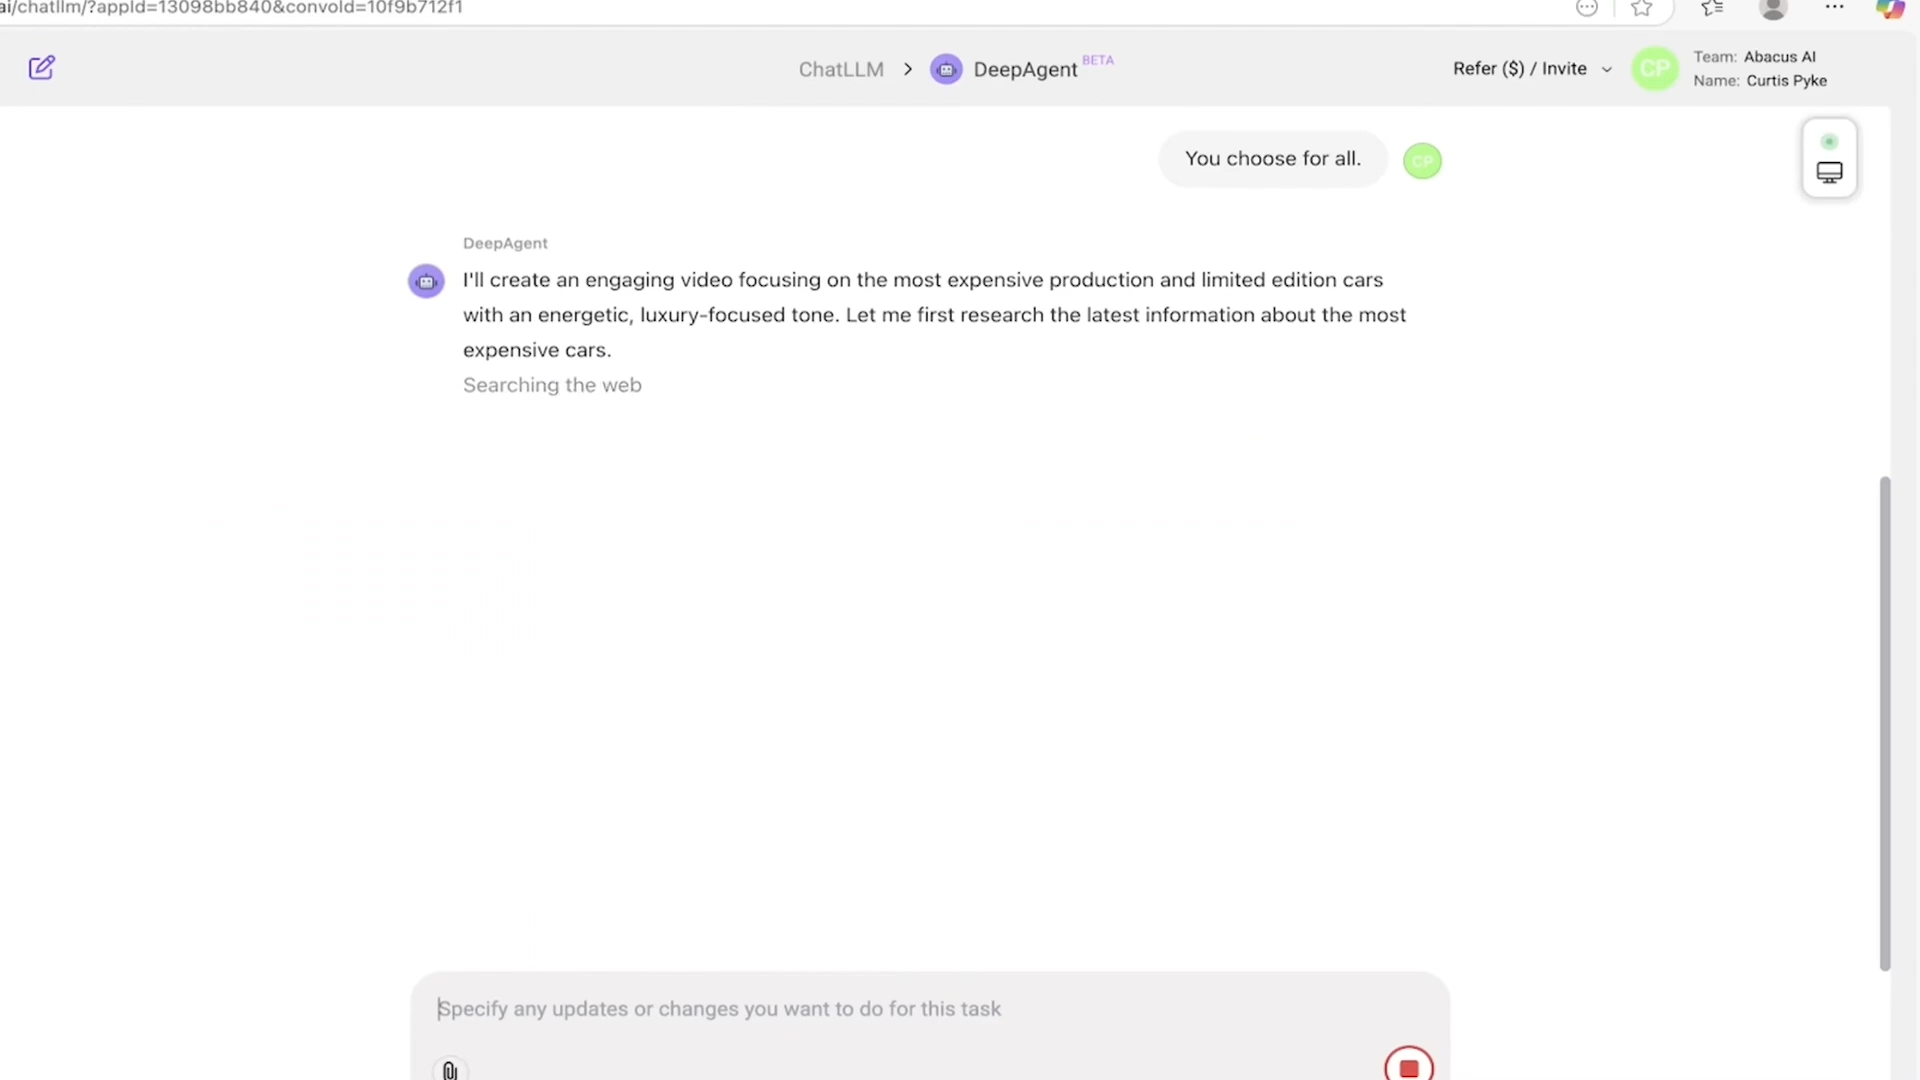 ai/chatllm/?appId=13098bb840&convoId=10f9b712f1
ChatLLM > DeepAgent BETA
Refer ($) / Invite
CP
Team: Abacus AI
Name: Curtis Pyke
You choose for all.
CP
DeepAgent
I'll create an engaging video focusing on the most expensive production and limited edition cars
with an energetic, luxury-focused tone. Let me first research the latest information about the most
expensive cars.
Searching the web
Specify any updates or changes you want to do for this task